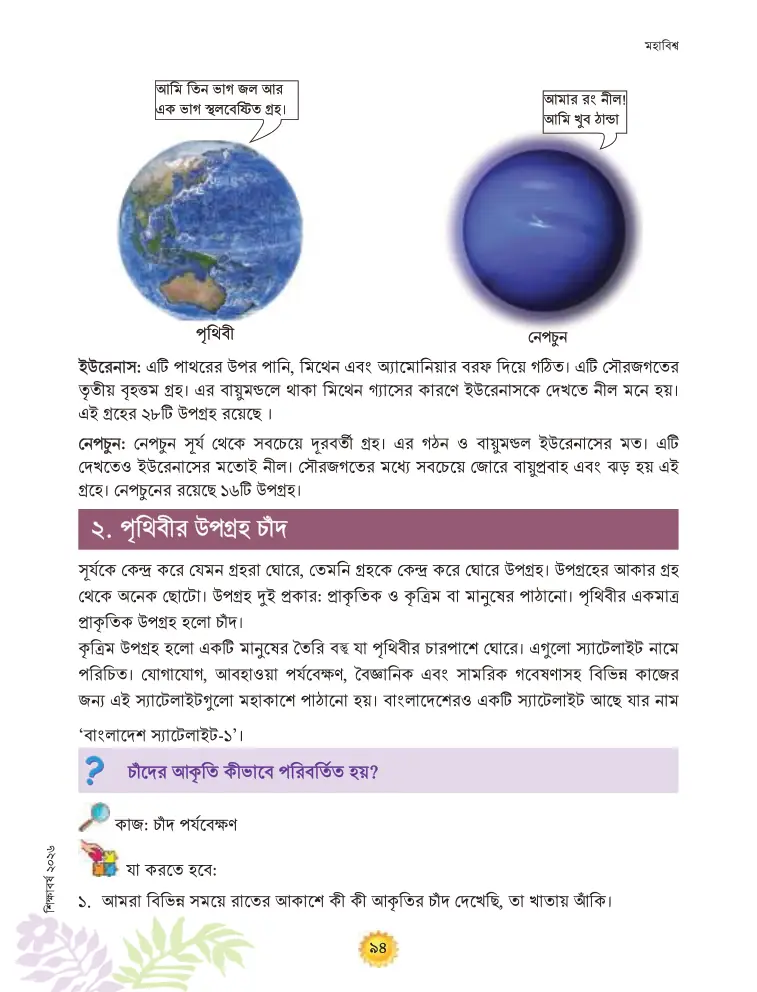 মহাবিশ্ব
আমি তিন ভাগ জল আর
এক ভাগ স্থলবেষ্টিত গ্রহ।
আমার রং নীল!
আমি খুব ঠান্ডা
পৃথিবী
নেপচুন
ইউরেনাস: এটি পাথরের উপর পানি, মিথেন এবং অ্যামোনিয়ার বরফ দিয়ে গঠিত। এটি সৌরজগতের
তৃতীয় বৃহত্তম গ্রহ। এর বায়ুমন্ডলে থাকা মিথেন গ্যাসের কারণে ইউরেনাসকে দেখতে নীল মনে হয়।
এই গ্রহের ২৮টি উপগ্রহ রয়েছে ।
নেপচুন: নেপচুন সূর্য থেকে সবচেয়ে দূরবর্তী গ্রহ। এর গঠন ও বায়ুমন্ডল ইউরেনাসের মত। এটি
দেখতেও ইউরেনাসের মতোই নীল। সৌরজগতের মধ্যে সবচেয়ে জোরে বায়ুপ্রবাহ এবং ঝড় হয় এই
গ্রহে। নেপচুনের রয়েছে ১৬টি উপগ্রহ।
২. পৃথিবীর উপগ্রহ চাঁদ
সূর্যকে কেন্দ্র করে যেমন গ্রহরা ঘোরে, তেমনি গ্রহকে কেন্দ্র করে ঘোরে উপগ্রহ। উপগ্রহের আকার গ্রহ
থেকে অনেক ছোটো। উপগ্রহ দুই প্রকার: প্রাকৃতিক ও কৃত্রিম বা মানুষের পাঠানো। পৃথিবীর একমাত্র
প্রাকৃতিক উপগ্রহ হলো চাঁদ।
কৃত্রিম উপগ্রহ হলো একটি মানুষের তৈরি বস্তু যা পৃথিবীর চারপাশে ঘোরে। এগুলো স্যাটেলাইট নামে
পরিচিত। যোগাযোগ, আবহাওয়া পর্যবেক্ষণ, বৈজ্ঞানিক এবং সামরিক গবেষণাসহ বিভিন্ন কাজের
জন্য এই স্যাটেলাইটগুলো মহাকাশে পাঠানো হয়। বাংলাদেশেরও একটি স্যাটেলাইট আছে যার নাম
‘বাংলাদেশ স্যাটেলাইট-১’।
? চাঁদের আকৃতি কীভাবে পরিবর্তিত হয়?
কাজ: চাঁদ পর্যবেক্ষণ
যা করতে হবে:
১. আমরা বিভিন্ন সময়ে রাতের আকাশে কী কী আকৃতির চাঁদ দেখেছি, তা খাতায় আঁকি।
শিক্ষাবর্ষ ২০২৬
৯৪